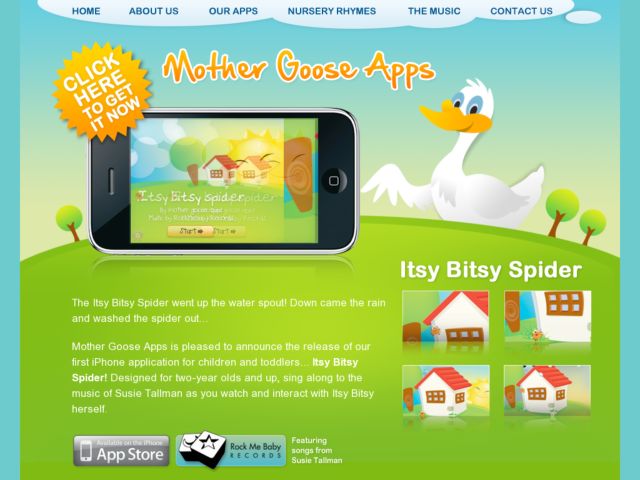 HOME ABOUT US OUR APPS NURSERY RHYMES THE MUSIC CONTACT US
CLICK
HERE
TO GET
IT NOW
Mother Goose Apps
Itsy Bitsy Spider
Start
Itsy Bitsy Spider
The Itsy Bitsy Spider went up the water spout! Down came the rain
and washed the spider out...
Mother Goose Apps is pleased to announce the release of our
first iPhone application for children and toddlers... Itsy Bitsy
Spider! Designed for two-year olds and up, sing along to the
music of Susie Tallman as you watch and interact with Itsy Bitsy
herself.
Available on the iPhone
App Store
Rock Me Baby
RECORDS
Featuring
songs from
Susie Tallman